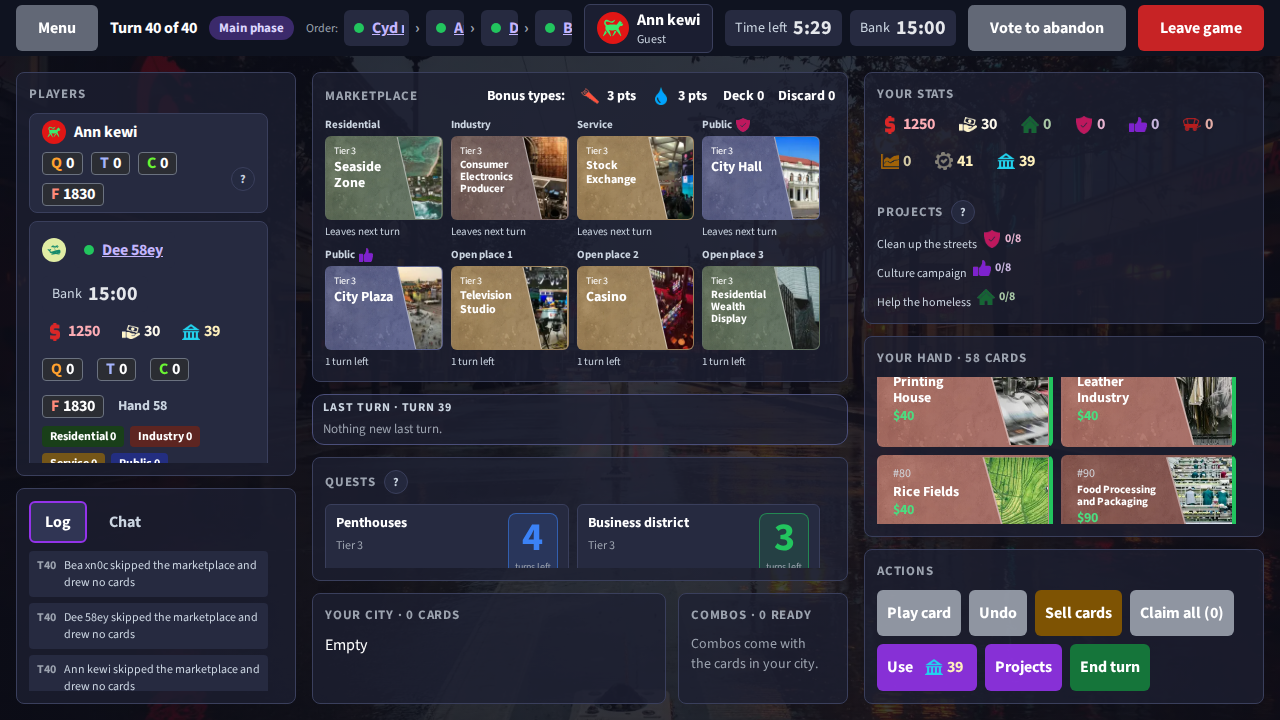 Menu
Turn 40 of 40
Main phase
Order:
Cyd
›
A
›
D
›
B
Ann kewi
Guest
Time left 5:29
Bank 15:00
Vote to abandon
Leave game
PLAYERS
Ann kewi
Q 0
T 0
C 0
F 1830
?
Dee 58ey
Bank 15:00
1250
30
39
Q 0
T 0
C 0
F 1830
Hand 58
Residential 0
Industry 0
Service 0
Public 0
Log
Chat
T40 Bea xn0c skipped the marketplace and
drew no cards
T40 Dee 58ey skipped the marketplace and
drew no cards
T40 Ann kewi skipped the marketplace and
drew no cards
MARKETPLACE
Bonus types:
3 pts
3 pts
Deck 0
Discard 0
Residential
Tier 3
Seaside
Zone
Leaves next turn
Industry
Tier 3
Consumer
Electronics
Producer
Leaves next turn
Service
Tier 3
Stock
Exchange
Leaves next turn
Public
Tier 3
City Hall
Leaves next turn
Public
Tier 3
City Plaza
1 turn left
Open place 1
Tier 3
Television
Studio
1 turn left
Open place 2
Tier 3
Casino
1 turn left
Open place 3
Tier 3
Residential
Wealth
Display
1 turn left
LAST TURN · TURN 39
Nothing new last turn.
QUESTS
?
Penthouses
Tier 3
4
turns left
Business district
Tier 3
3
turns left
YOUR CITY · 0 CARDS
Empty
COMBOS · 0 READY
Combos come with
the cards in your city.
YOUR STATS
1250
30
0
0
0
0
0
41
39
PROJECTS
?
Clean up the streets 0/8
Culture campaign 0/8
Help the homeless 0/8
YOUR HAND · 58 CARDS
Printing
House
$40
Leather
Industry
$40
#80
Rice Fields
$40
#90
Food Processing
and Packaging
$90
ACTIONS
Play card
Undo
Sell cards
Claim all (0)
Use 39
Projects
End turn